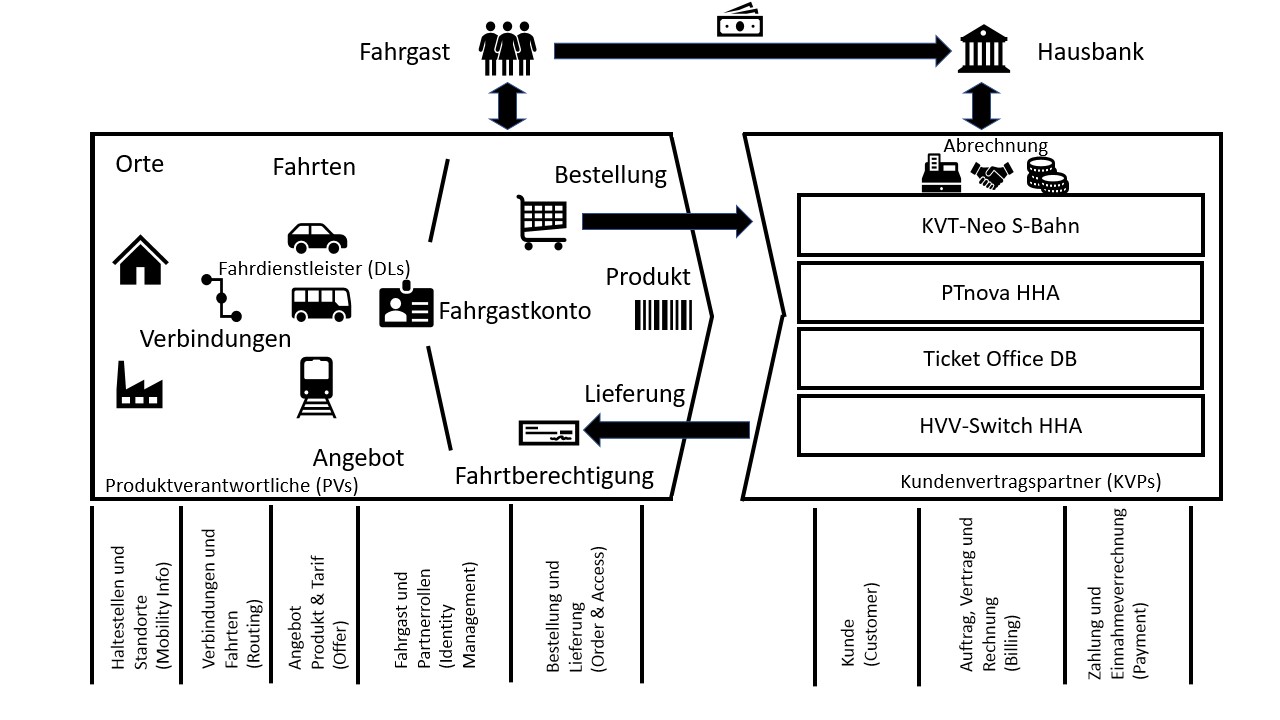 Fahrgast
Hausbank
Orte
Fahrten
Bestellung
Fahrdienstleister (DLs)
Produkt
Fahrgastkonto
Verbindungen
Lieferung
Angebot
Fahrtberechtigung
Produktverantwortliche (PVs)
Abrechnung
KVT-Neo S-Bahn
PTnova HHA
Ticket Office DB
HVV-Switch HHA
Kundenvertragspartner (KVPs)
Haltestellen und
Standorte
(Mobility Info)
Verbindungen und
Fahrten
(Routing)
Angebot
Produkt & Tarif
(Offer)
Fahrgast und
Partnerrollen
(Identity
Management)
Bestellung und
Lieferung
(Order & Access)
Kunde
(Customer)
Auftrag, Vertrag und
Rechnung
(Billing)
Zahlung und
Einnahmeverrechnung
(Payment)